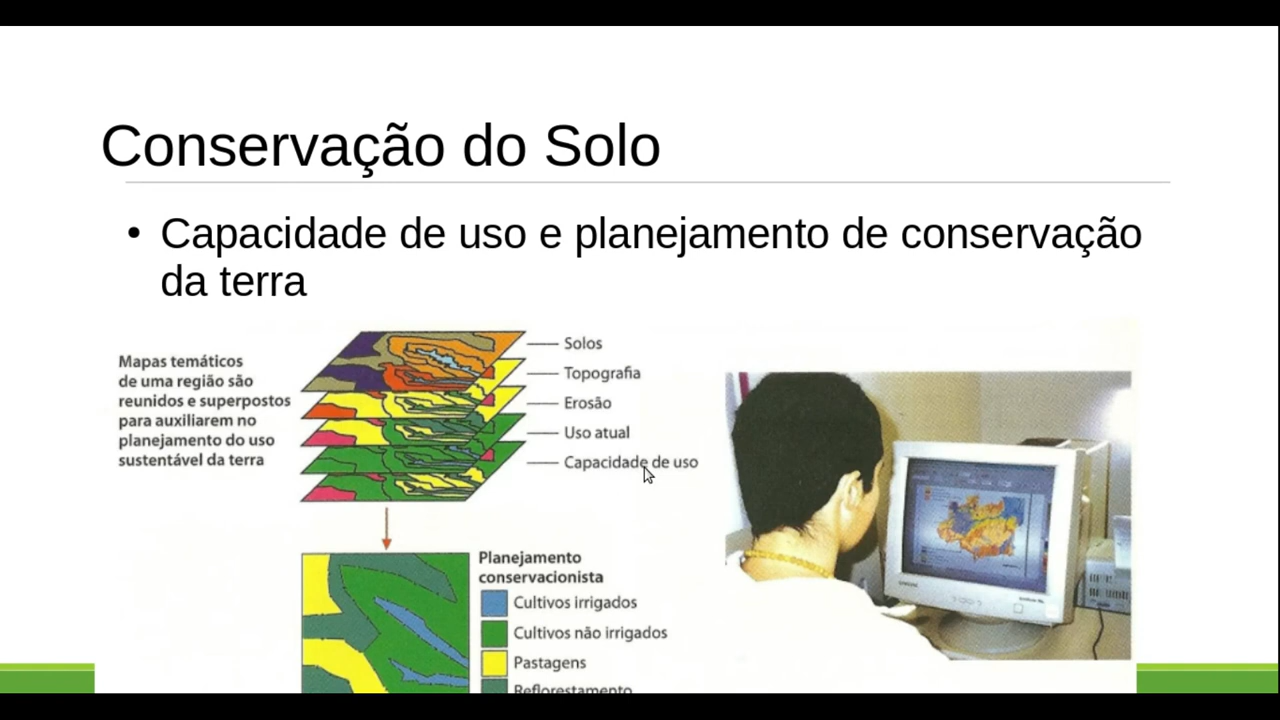 Conservação do Solo
• Capacidade de uso e planejamento de conservação
da terra
Mapas temáticos
de uma região são
reunidos e superpostos
para auxiliarem no
planejamento do uso
sustentável da terra
Solos
Topografia
Erosão
Uso atual
Capacidade de uso
Planejamento
conservacionista
Cultivos irrigados
Cultivos não irrigados
Pastagens
Reflorestamento